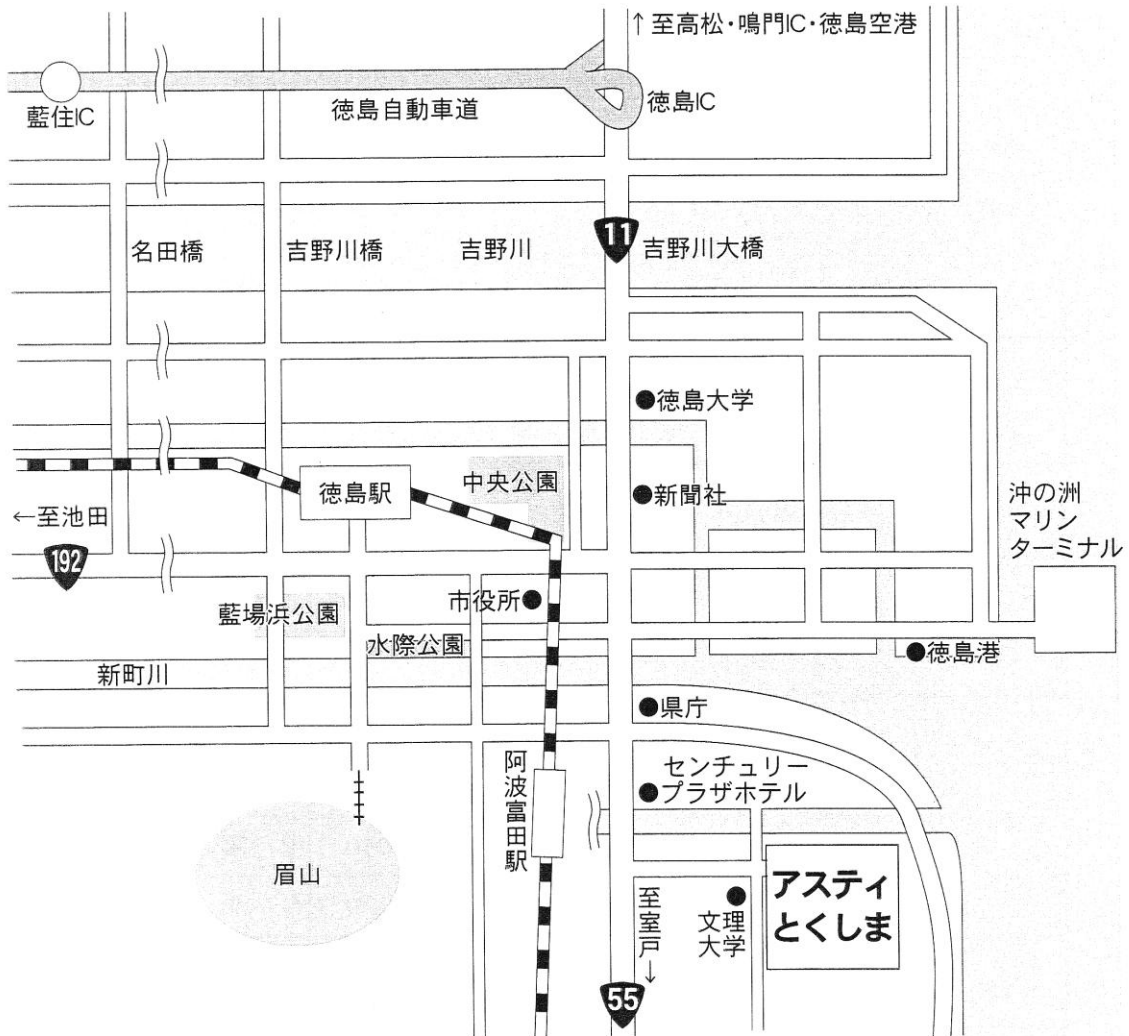 ↑至高松・鳴門IC・徳島空港
藍住IC
徳島自動車道
徳島IC
名田橋
吉野川橋
吉野川
11
吉野川大橋
●徳島大学
徳島駅
中央公園
●新聞社
沖の洲
マリン
ターミナル
←至池田
192
藍場浜公園
市役所●
水際公園
●徳島港
新町川
●県庁
センチュリー
●プラザホテル
阿波富田駅
眉山
至室戸↓
文理
大学
アスティ
とくしま
55